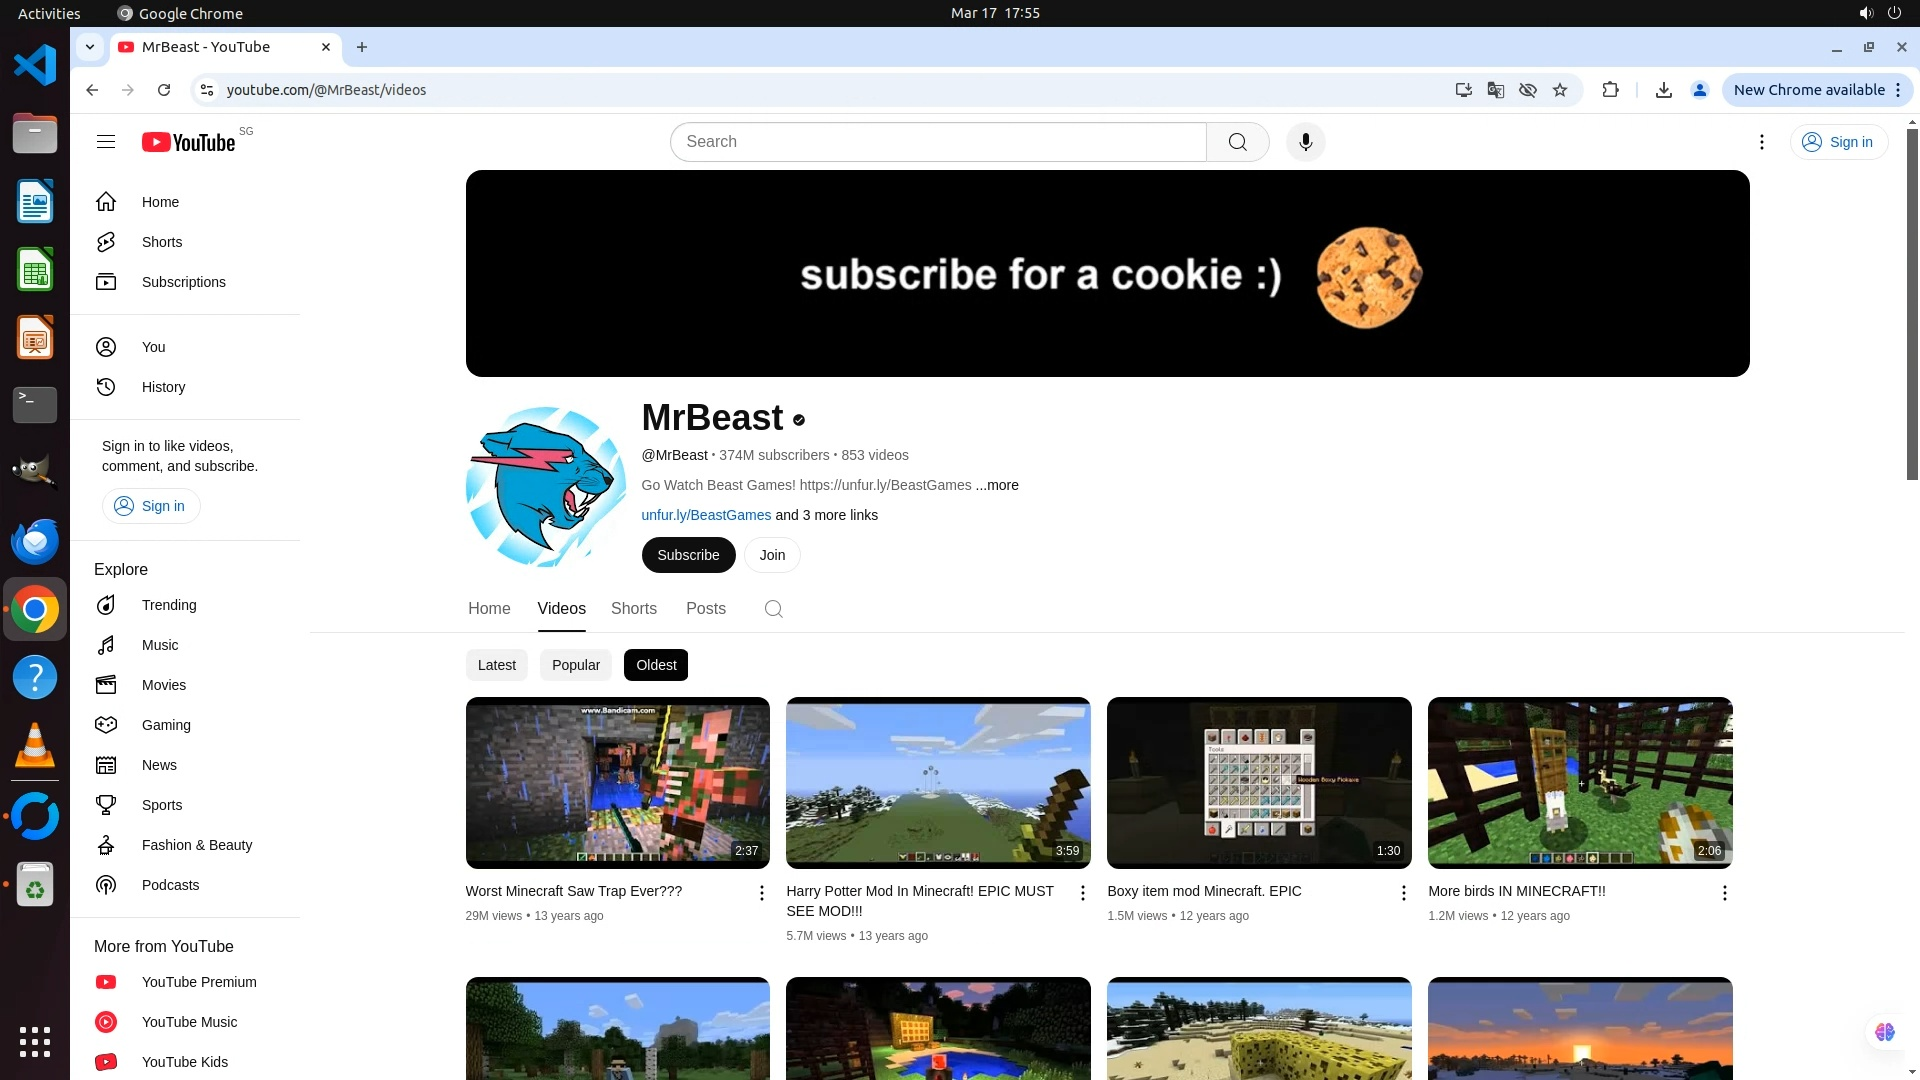 Activities
Google Chrome
Mar 17 17:55
MrBeast - YouTube
youtube.com/@MrBeast/videos
New Chrome available
YouTube
SG
Search
Sign in
Home
Shorts
Subscriptions
You
History
Sign in to like videos,
comment, and subscribe.
Sign in
Explore
Trending
Music
Movies
Gaming
News
Sports
Fashion & Beauty
Podcasts
More from YouTube
YouTube Premium
YouTube Music
YouTube Kids
subscribe for a cookie :)
MrBeast
@MrBeast • 374M subscribers • 853 videos
Go Watch Beast Games! https://unfur.ly/BeastGames ...more
unfur.ly/BeastGames and 3 more links
Subscribe
Join
Home
Videos
Shorts
Posts
Latest
Popular
Oldest
www.Bandicam.com
2:37
3:59
Tools
Wooden Boxy Pickaxe
1:30
2:06
Worst Minecraft Saw Trap Ever???
29M views • 13 years ago
Harry Potter Mod In Minecraft! EPIC MUST
SEE MOD!!!
5.7M views • 13 years ago
Boxy item mod Minecraft. EPIC
1.5M views • 12 years ago
More birds IN MINECRAFT!!
1.2M views • 12 years ago